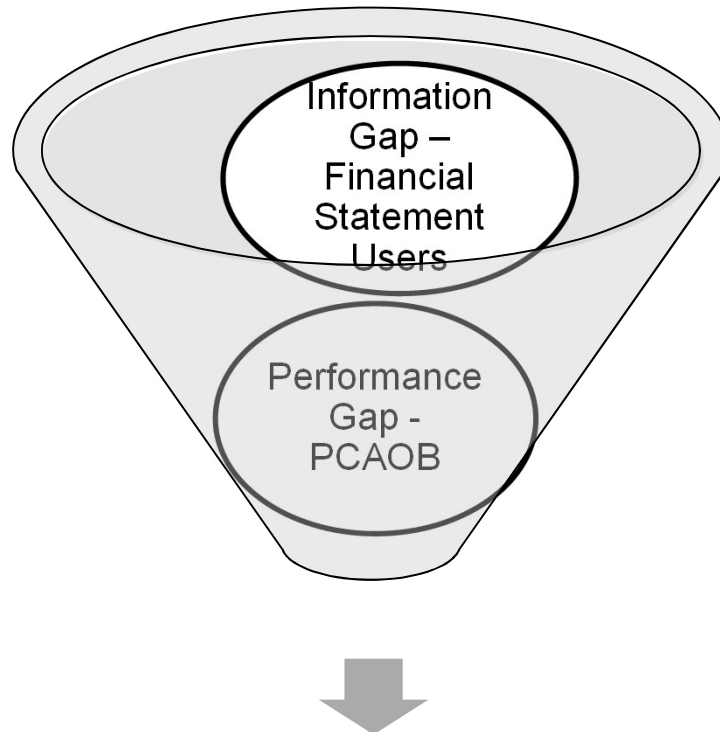 Information
Gap –
Financial
Statement
Users
Performance
Gap -
PCAOB